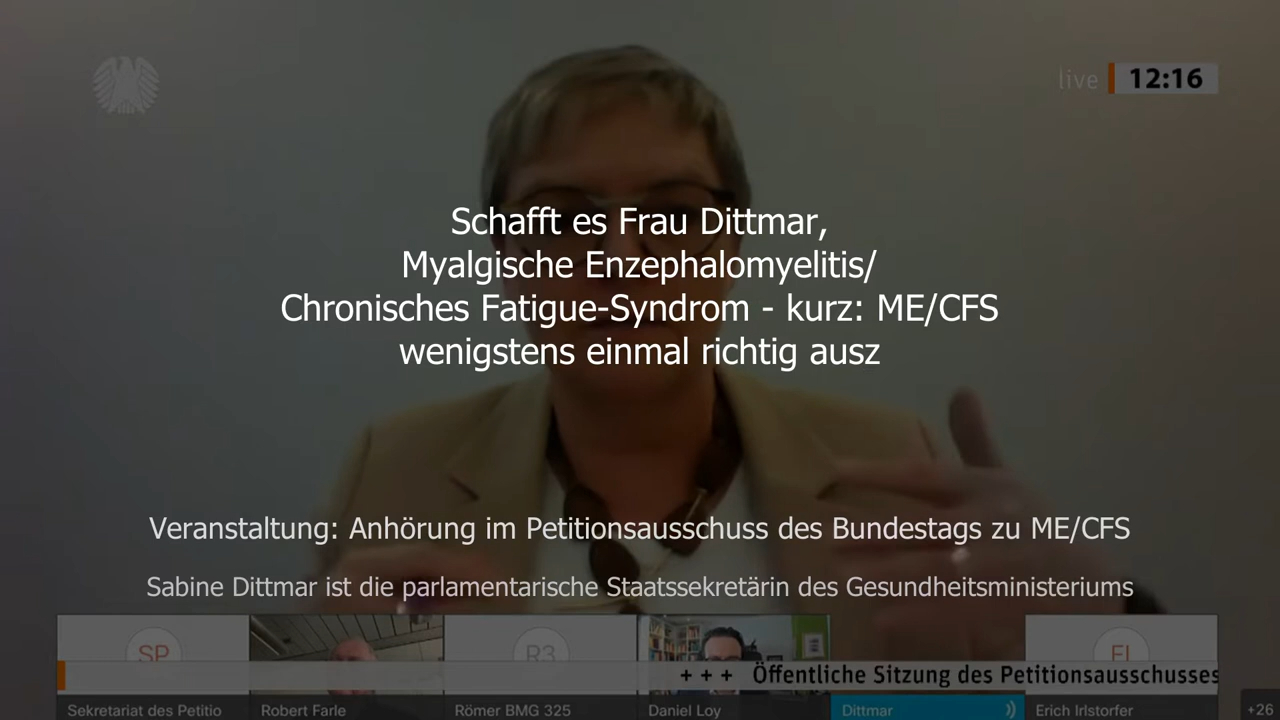 live 12:16
Schafft es Frau Dittmar,
Myalgische Enzephalomyelitis/
Chronisches Fatigue-Syndrom - kurz: ME/CFS
wenigstens einmal richtig ausz
Veranstaltung: Anhörung im Petitionsausschuss des Bundestags zu ME/CFS
Sabine Dittmar ist die parlamentarische Staatssekretärin des Gesundheitsministeriums
SP R3 EI
+ + + Öffentliche Sitzung des Petitionsausschusses
Sekretariat des Petitio Robert Farle Römer BMG 325 Daniel Loy Dittmar Erich Irlstorfer +26